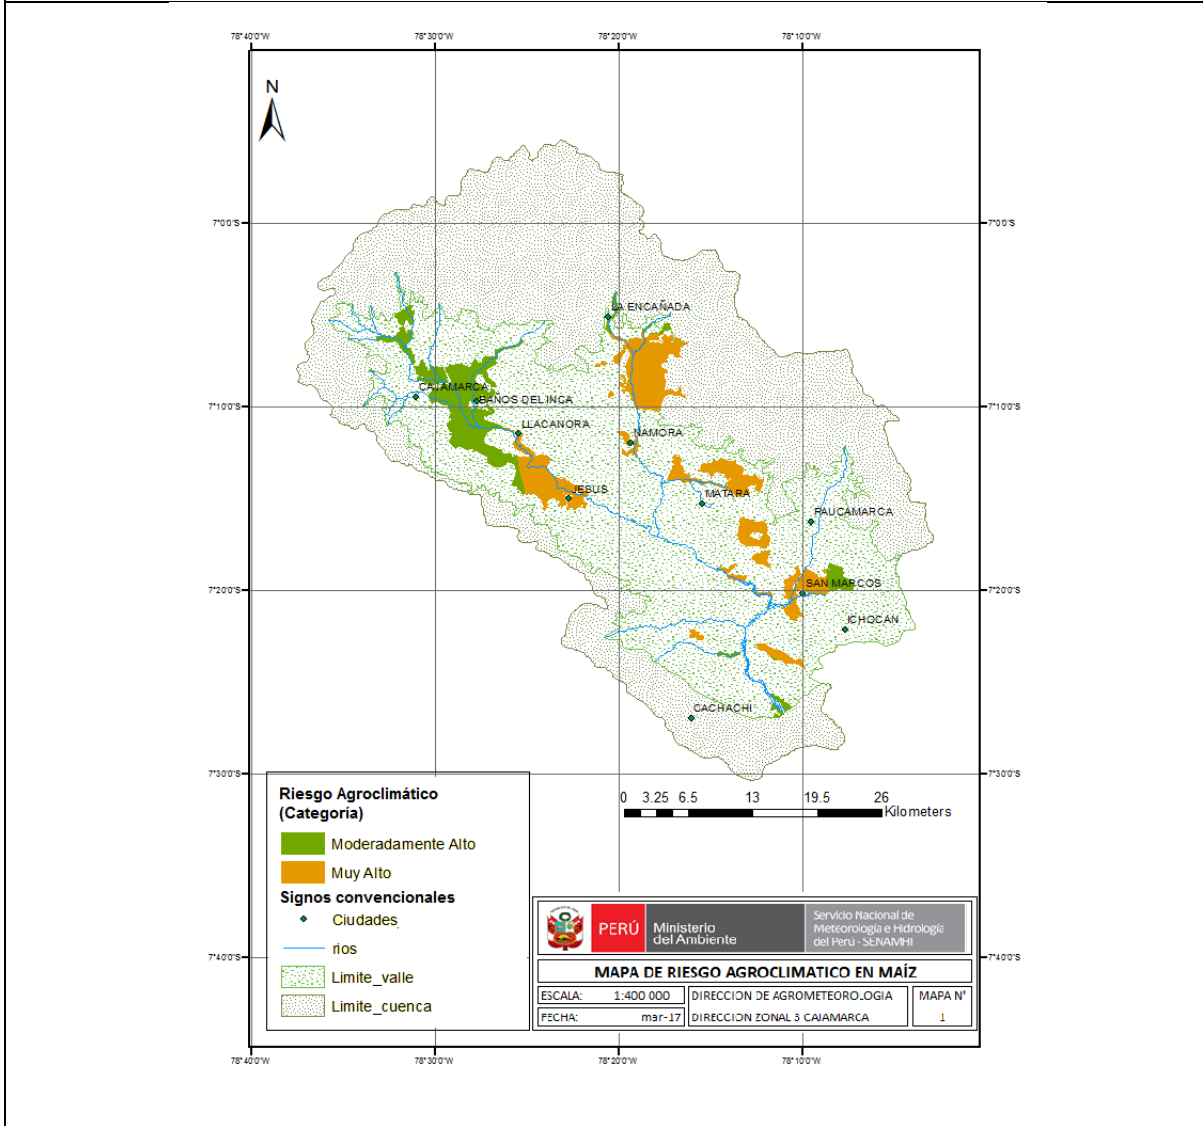 78°40'0"W 78°30'0"W 78°20'0"W 78°10'0"W
N
7°0'0"S 7°0'0"S
LA ENCAÑADA
CAJAMARCA
BAÑOS DEL INCA
7°10'0"S 7°10'0"S
LLACANORA
NAMORA
JESUS
MATARA
PAUCAMARCA
SAN MARCOS
7°20'0"S 7°20'0"S
ICHOCAN
CACHACHI
7°30'0"S 7°30'0"S
0 3.25 6.5 13 19.5 26
Kilometers
Riesgo Agroclimático
(Categoría)
Moderadamente Alto
Muy Alto
Signos convencionales
Ciudades
rios
Limite_valle
Limite_cuenca
PERÚ
Ministerio
del Ambiente
Servicio Nacional de
Meteorología e Hidrología
del Perú - SENAMHI
7°40'0"S 7°40'0"S
MAPA DE RIESGO AGROCLIMATICO EN MAÍZ
ESCALA: 1:400 000 DIRECCION DE AGROMETEOROLOGIA MAPA N°
FECHA: mar-17 DIRECCION ZONAL 3 CAJAMARCA 1
78°40'0"W 78°30'0"W 78°20'0"W 78°10'0"W